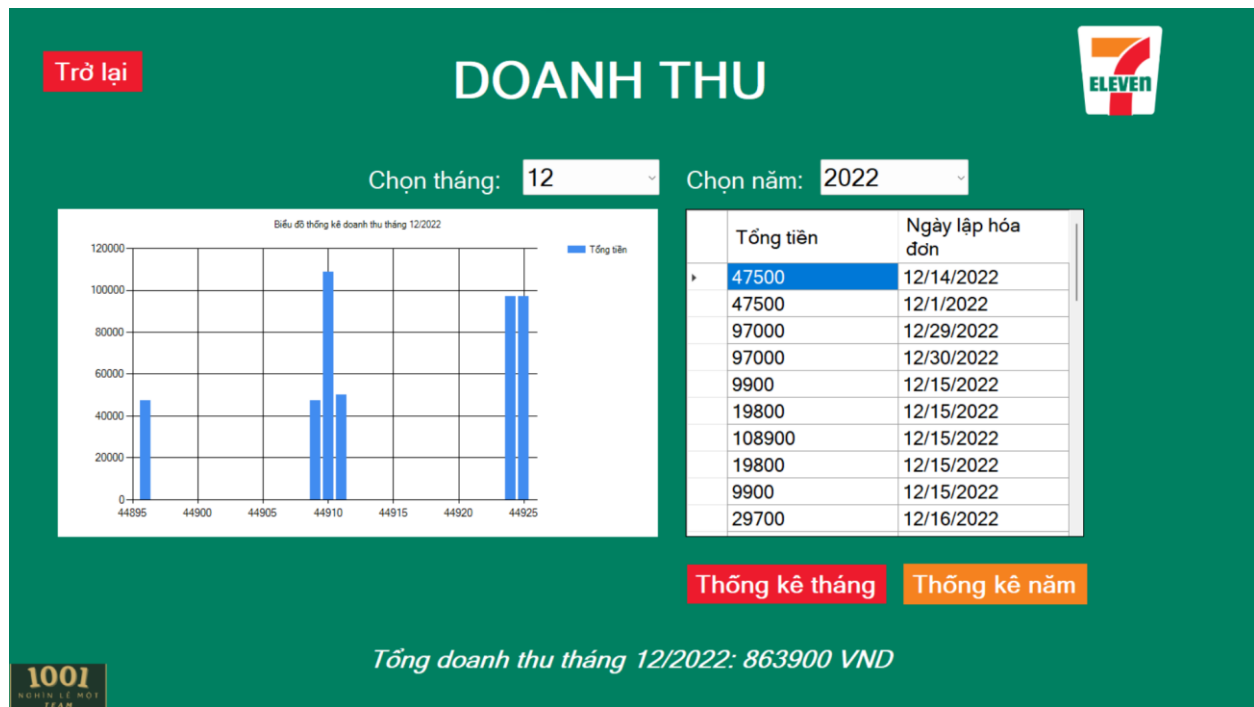 Trở lại
DOANH THU
7
ELEVEn
Chọn tháng: 12
Chọn năm: 2022
Biểu đồ thống kê doanh thu tháng 12/2022
Tổng tiền
120000
100000
80000
60000
40000
20000
0
44895 44900 44905 44910 44915 44920 44925
Tổng tiền Ngày lập hóa
đơn
47500 12/14/2022
47500 12/1/2022
97000 12/29/2022
97000 12/30/2022
9900 12/15/2022
19800 12/15/2022
108900 12/15/2022
19800 12/15/2022
9900 12/15/2022
29700 12/16/2022
Thống kê tháng Thống kê năm
Tổng doanh thu tháng 12/2022: 863900 VND
1001
NGHÌN LẺ MỘT
TEAM